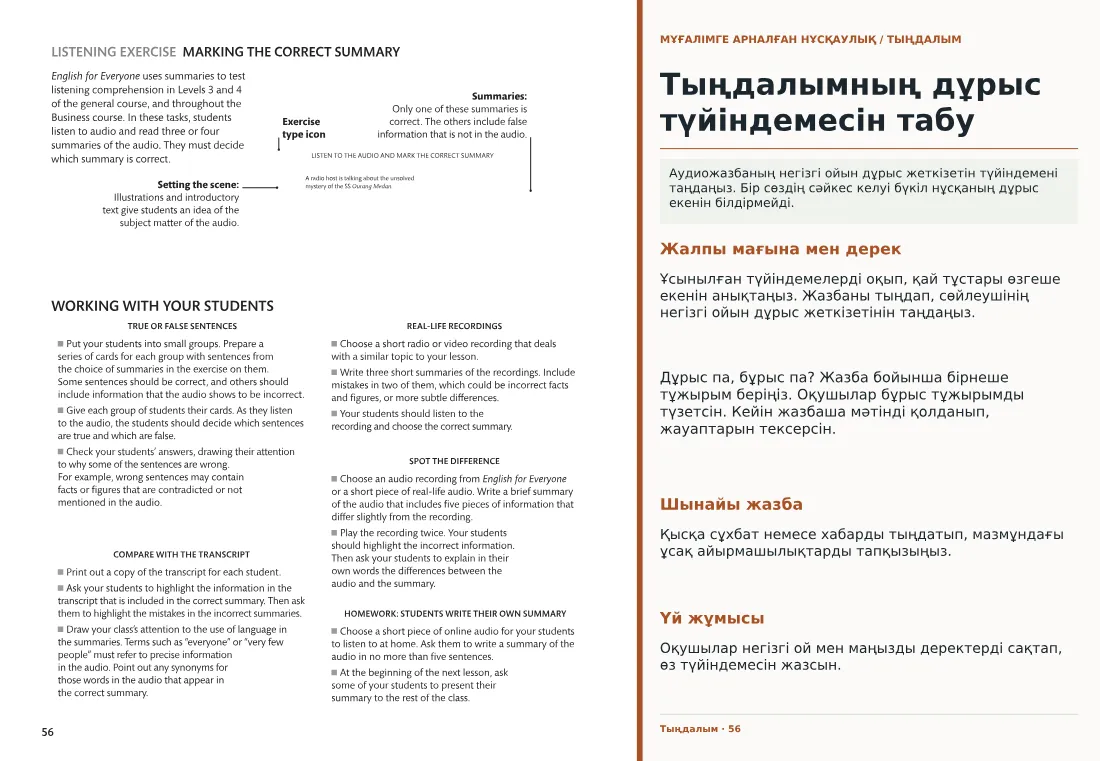 LISTENING EXERCISE MARKING THE CORRECT SUMMARY
English for Everyone uses summaries to test
listening comprehension in Levels 3 and 4
of the general course, and throughout the
Business course. In these tasks, students
listen to audio and read three or four
summaries of the audio. They must decide
which summary is correct.
Setting the scene:
Illustrations and introductory
text give students an idea of the
subject matter of the audio.
Exercise
type icon
Summaries:
Only one of these summaries is
correct. The others include false
information that is not in the audio.
LISTEN TO THE AUDIO AND MARK THE CORRECT SUMMARY
A radio host is talking about the unsolved
mystery of the SS Ourang Medan.
WORKING WITH YOUR STUDENTS
TRUE OR FALSE SENTENCES
■ Put your students into small groups. Prepare a
series of cards for each group with sentences from
the choice of summaries in the exercise on them.
Some sentences should be correct, and others should
include information that the audio shows to be incorrect.
■ Give each group of students their cards. As they listen
to the audio, the students should decide which sentences
are true and which are false.
■ Check your students' answers, drawing their attention
to why some of the sentences are wrong.
For example, wrong sentences may contain
facts or figures that are contradicted or not
mentioned in the audio.
COMPARE WITH THE TRANSCRIPT
■ Print out a copy of the transcript for each student.
■ Ask your students to highlight the information in the
transcript that is included in the correct summary. Then ask
them to highlight the mistakes in the incorrect summaries.
■ Draw your class's attention to the use of language in
the summaries. Terms such as "everyone" or "very few
people" must refer to precise information
in the audio. Point out any synonyms for
those words in the audio that appear in
the correct summary.
REAL-LIFE RECORDINGS
■ Choose a short radio or video recording that deals
with a similar topic to your lesson.
■ Write three short summaries of the recordings. Include
mistakes in two of them, which could be incorrect facts
and figures, or more subtle differences.
■ Your students should listen to the
recording and choose the correct summary.
SPOT THE DIFFERENCE
■ Choose an audio recording from English for Everyone
or a short piece of real-life audio. Write a brief summary
of the audio that includes five pieces of information that
differ slightly from the recording.
■ Play the recording twice. Your students
should highlight the incorrect information.
Then ask your students to explain in their
own words the differences between the
audio and the summary.
HOMEWORK: STUDENTS WRITE THEIR OWN SUMMARY
■ Choose a short piece of online audio for your students
to listen to at home. Ask them to write a summary of the
audio in no more than five sentences.
■ At the beginning of the next lesson, ask
some of your students to present their
summary to the rest of the class.
56
МҰҒАЛІМГЕ АРНАЛҒАН НҰСҚАУЛЫҚ / ТЫҢДАЛЫМ
Тыңдалымның дұрыс
түйіндемесін табу
Аудиожазбаның негізгі ойын дұрыс жеткізетін түйіндемені
таңдаңыз. Бір сөздің сәйкес келуі бүкіл нұсқаның дұрыс
екенін білдірмейді.
Жалпы мағына мен дерек
Ұсынылған түйіндемелерді оқып, қай тұстары өзгеше
екенін анықтаңыз. Жазбаны тыңдап, сөйлеушінің
негізгі ойын дұрыс жеткізетінін таңдаңыз.
Дұрыс па, бұрыс па? Жазба бойынша бірнеше
тұжырым беріңіз. Оқушылар бұрыс тұжырымды
түзетсін. Кейін жазбаша мәтінді қолданып,
жауаптарын тексерсін.
Шынайы жазба
Қысқа сұхбат немесе хабарды тыңдатып, мазмұндағы
ұсақ айырмашылықтарды тапқызыңыз.
Үй жұмысы
Оқушылар негізгі ой мен маңызды деректерді сақтап,
өз түйіндемесін жазсын.
Тыңдалым · 56